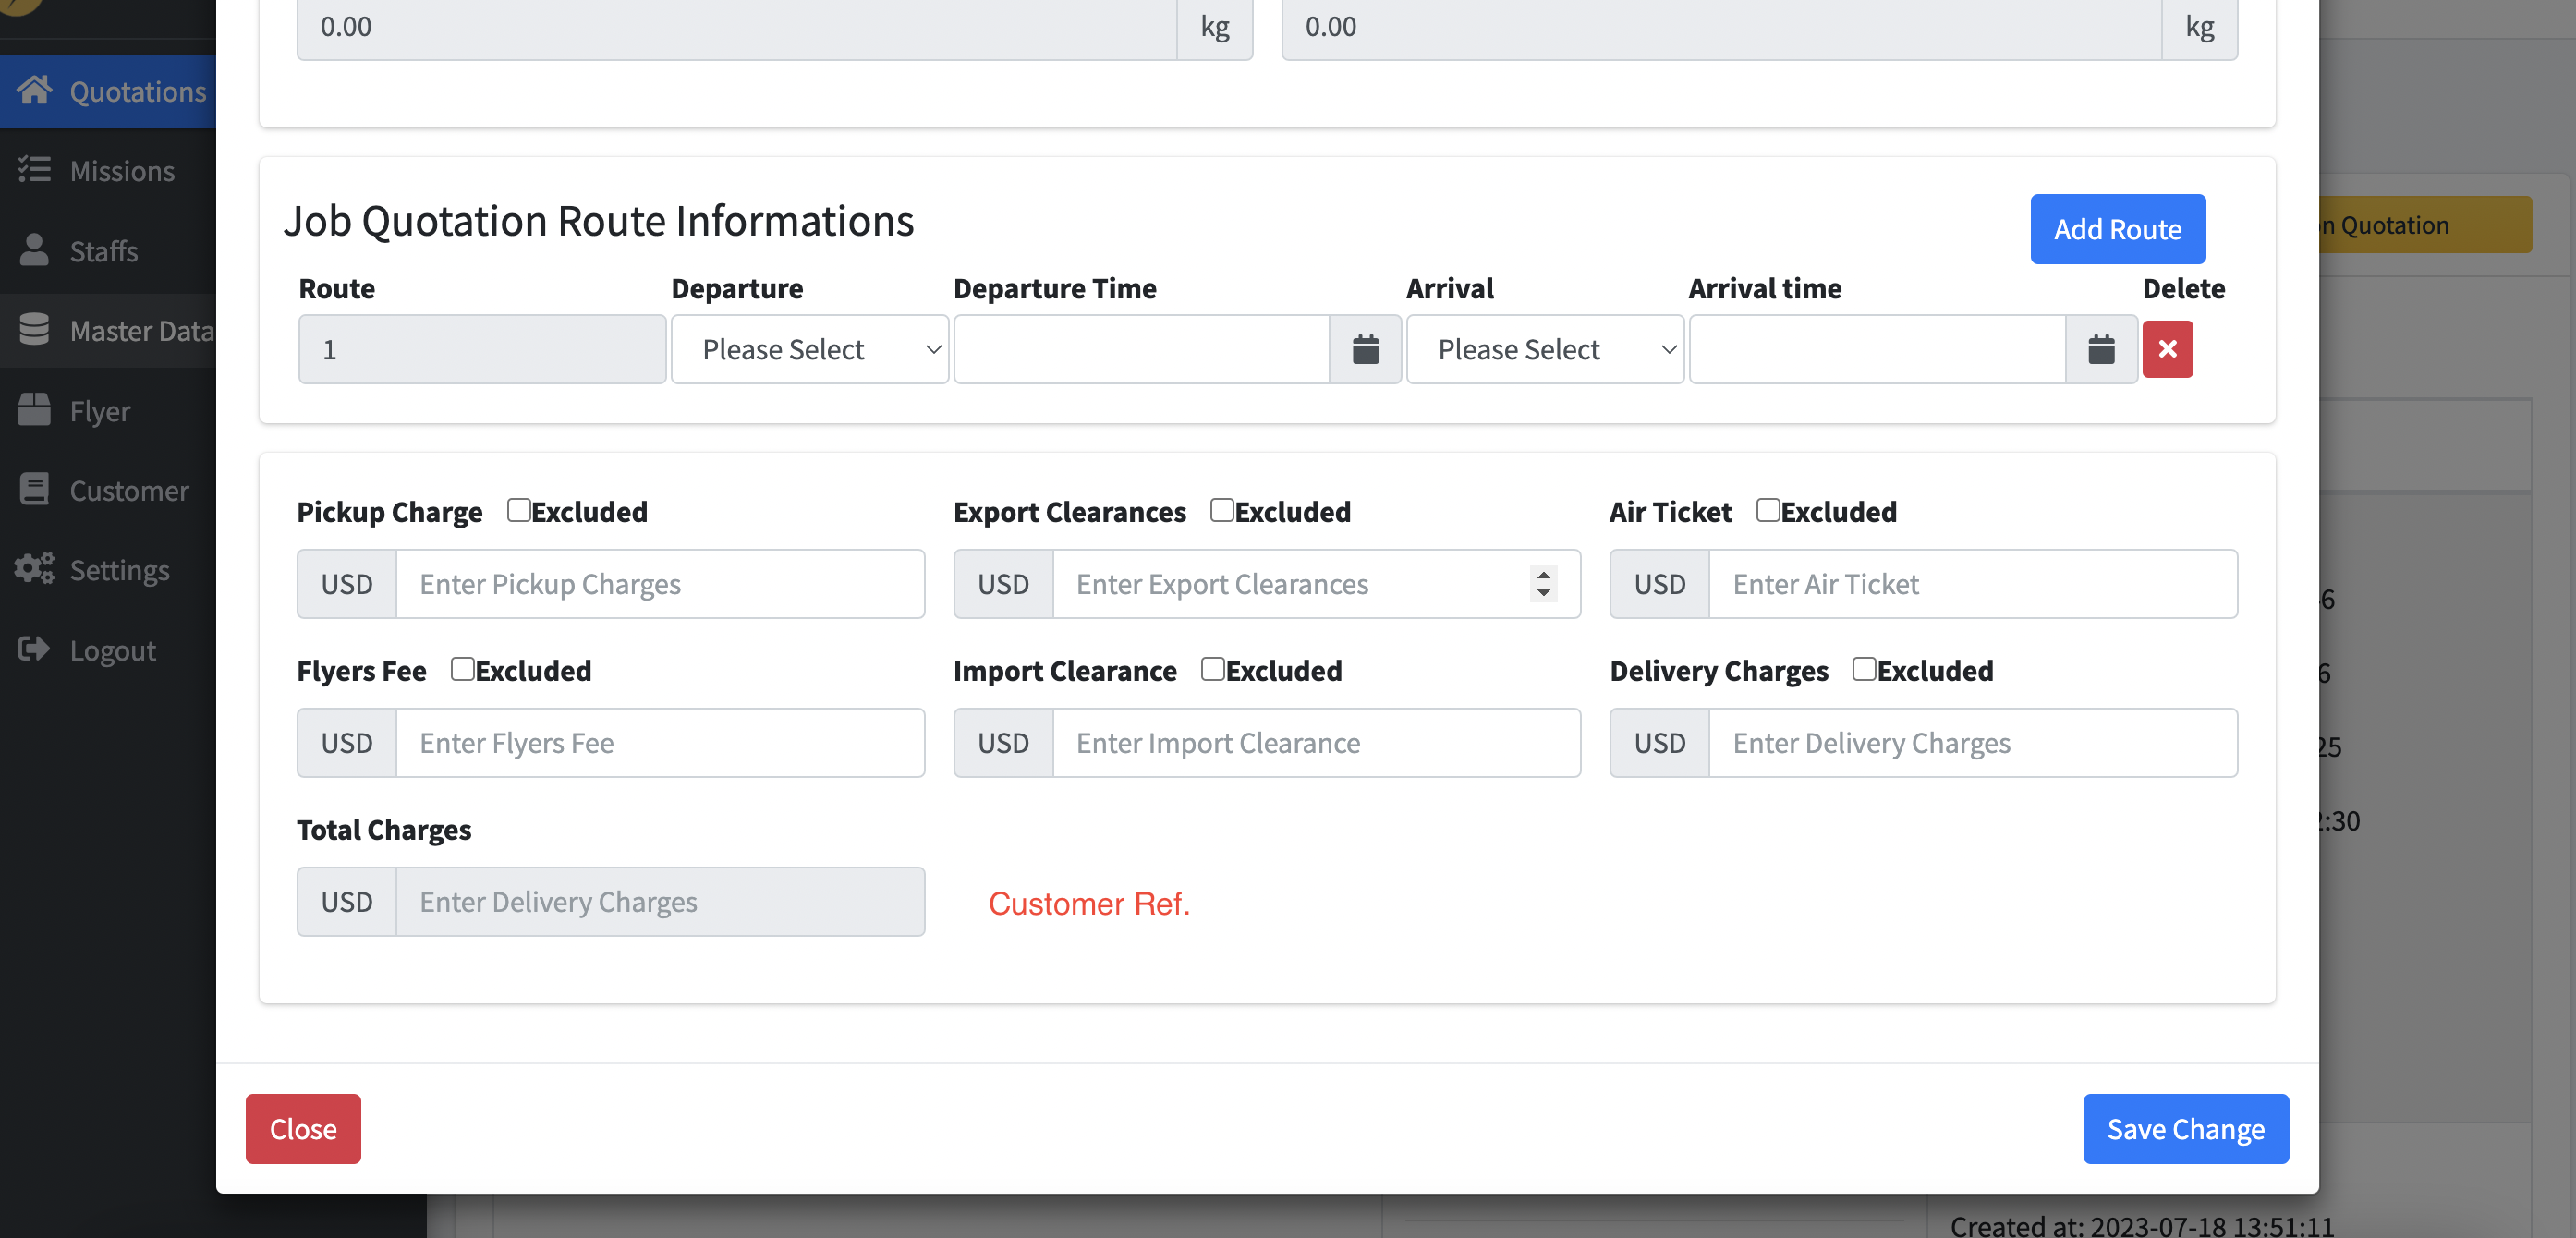 0.00 kg 0.00 kg
Quotations
Missions
Staffs
Master Data
Flyer
Customer
Settings
Logout
Job Quotation Route Informations
Add Route
Route Departure Departure Time Arrival Arrival time Delete
1 Please Select Please Select
Pickup Charge Excluded Export Clearances Excluded Air Ticket Excluded
USD Enter Pickup Charges USD Enter Export Clearances USD Enter Air Ticket
Flyers Fee Excluded Import Clearance Excluded Delivery Charges Excluded
USD Enter Flyers Fee USD Enter Import Clearance USD Enter Delivery Charges
Total Charges
USD Enter Delivery Charges
Customer Ref.
Close
Save Change
n Quotation
6
6
25
2:30
Created at: 2023-07-18 13:51:11